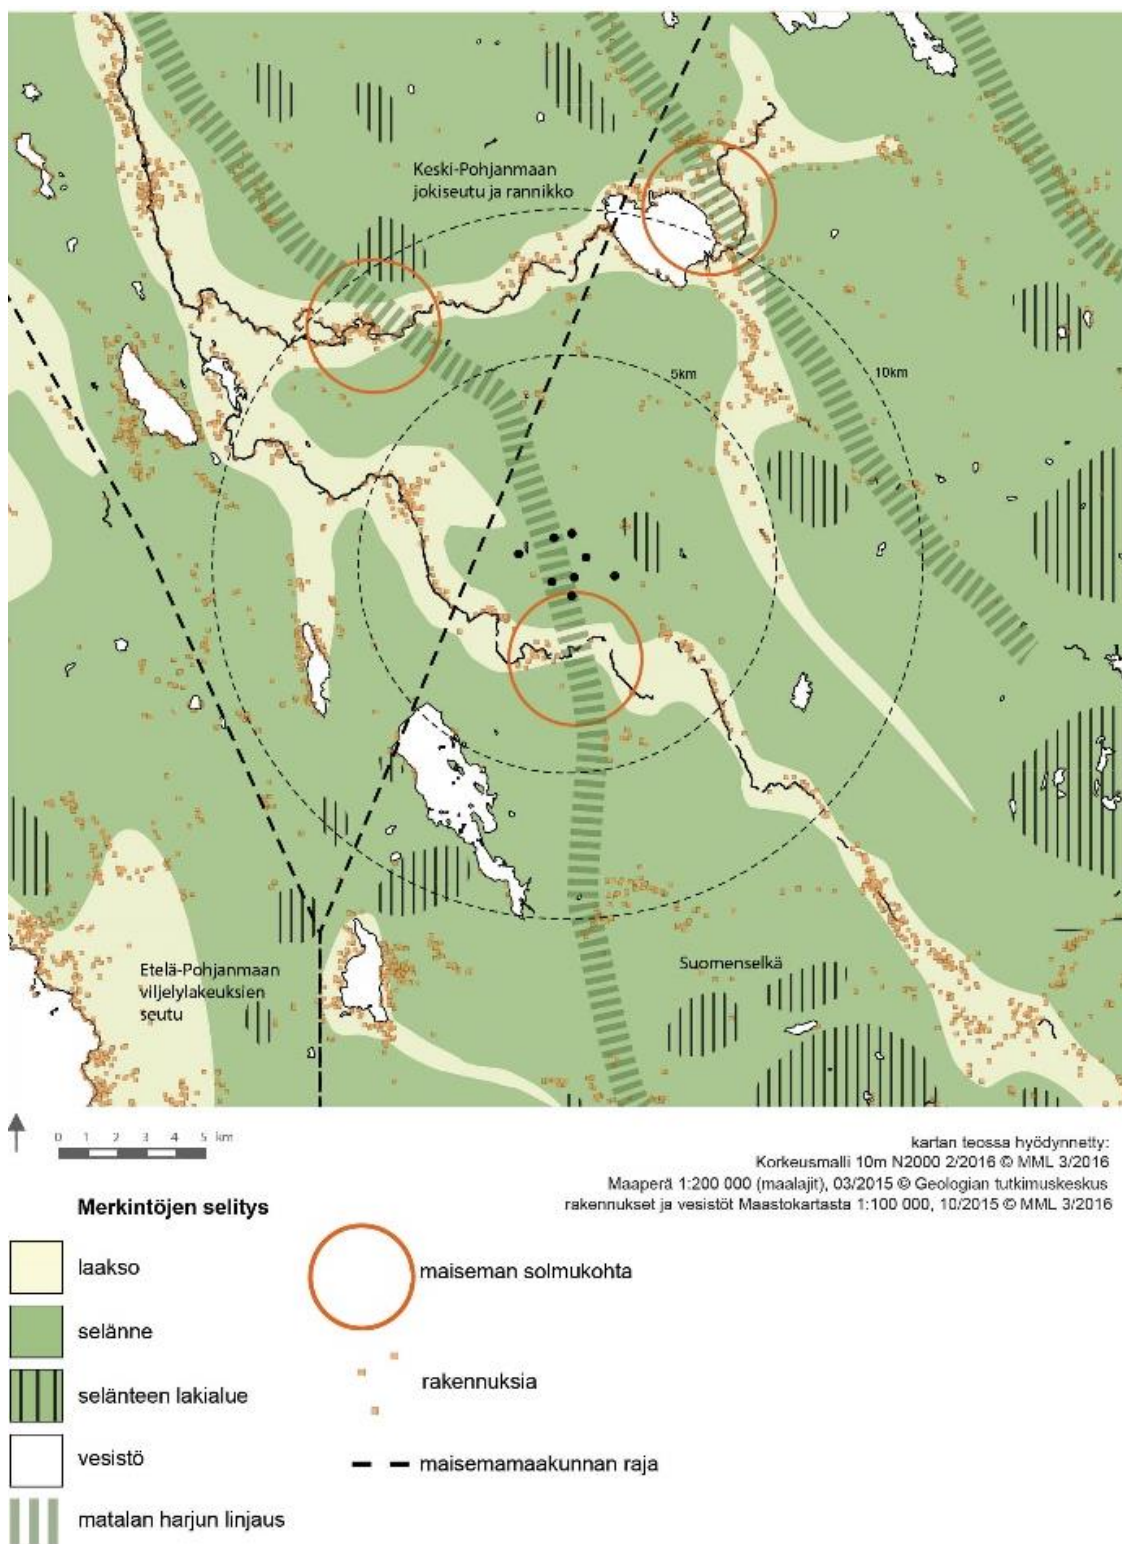 Keski-Pohjanmaan
jokiseutu ja rannikko
5km
10km
Etelä-Pohjanmaan
viljelylakeuksien
seutu
Suomenselkä
0 1 2 3 4 5 km
kartan teossa hyödynnetty:
Korkeusmalli 10m N2000 2/2016 © MML 3/2016
Maaperä 1:200 000 (maalajit), 03/2015 © Geologian tutkimuskeskus
rakennukset ja vesistöt Maastokartasta 1:100 000, 10/2015 © MML 3/2016
Merkintöjen selitys
laakso
selänne
selänteen lakialue
vesistö
matalan harjun linjaus
maiseman solmukohta
rakennuksia
maisemamaakunnan raja